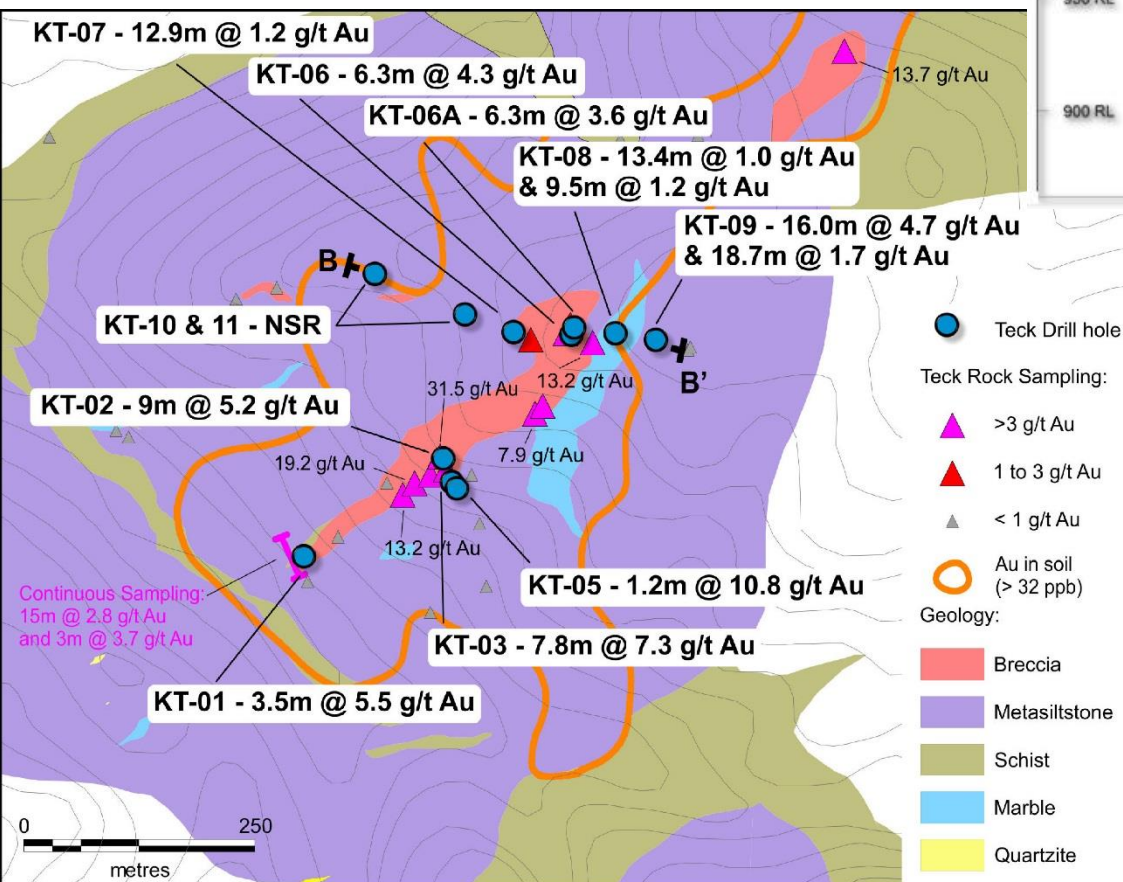 950 RL
900 RL
KT-07 - 12.9m @ 1.2 g/t Au
KT-06 - 6.3m @ 4.3 g/t Au
KT-06A - 6.3m @ 3.6 g/t Au
KT-08 - 13.4m @ 1.0 g/t Au
& 9.5m @ 1.2 g/t Au
KT-09 - 16.0m @ 4.7 g/t Au
& 18.7m @ 1.7 g/t Au
13.7 g/t Au
B
KT-10 & 11 - NSR
B'
31.5 g/t Au
13.2 g/t Au
KT-02 - 9m @ 5.2 g/t Au
19.2 g/t Au
7.9 g/t Au
13.2 g/t Au
Continuous Sampling:
15m @ 2.8 g/t Au
and 3m @ 3.7 g/t Au
KT-05 - 1.2m @ 10.8 g/t Au
KT-03 - 7.8m @ 7.3 g/t Au
KT-01 - 3.5m @ 5.5 g/t Au
0
250
metres
Teck Drill hole
Teck Rock Sampling:
>3 g/t Au
1 to 3 g/t Au
< 1 g/t Au
Au in soil
(> 32 ppb)
Geology:
Breccia
Metasiltstone
Schist
Marble
Quartzite